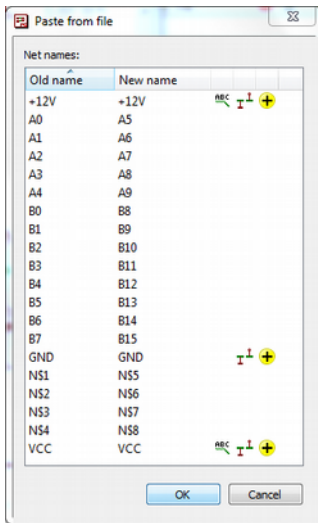 Paste from file
Net names:
Old name New name
+12V +12V ABC
A0 A5
A1 A6
A2 A7
A3 A8
A4 A9
B0 B8
B1 B9
B2 B10
B3 B11
B4 B12
B5 B13
B6 B14
B7 B15
GND GND
N$1 N$5
N$2 N$6
N$3 N$7
N$4 N$8
VCC VCC ABC
OK Cancel